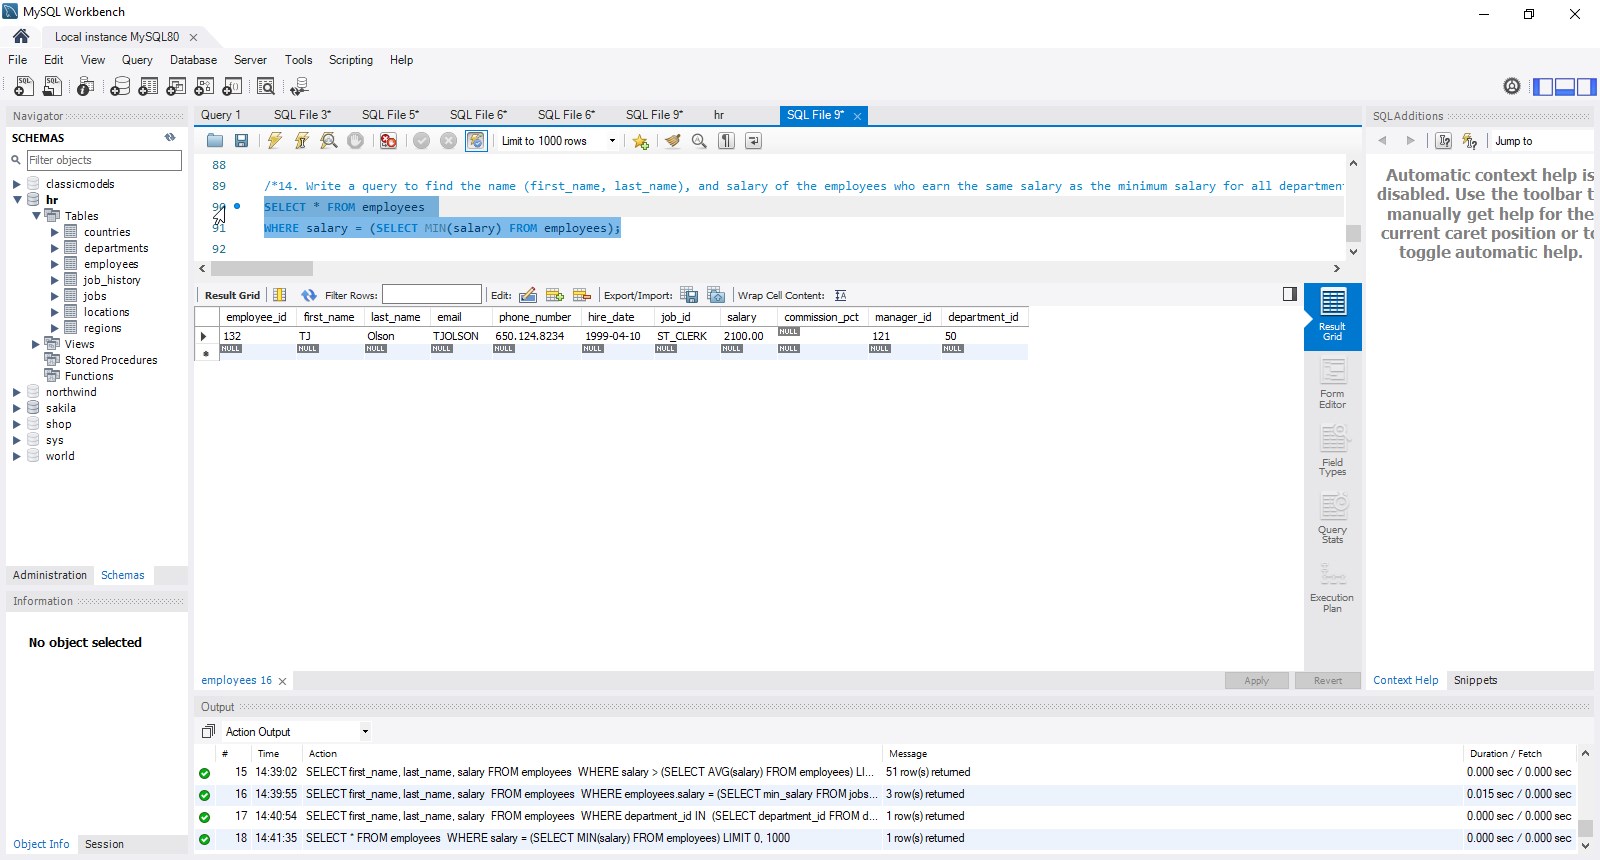 MySQL Workbench
Local instance MySQL80
File Edit View Query Database Server Tools Scripting Help
Navigator
SCHEMAS
Filter objects
classicmodels
hr
Tables
countries
departments
employees
job_history
jobs
locations
regions
Views
Stored Procedures
Functions
northwind
sakila
shop
sys
world
Administration Schemas
Information
No object selected
Object Info Session
Query 1 SQL File 3* SQL File 5* SQL File 6* SQL File 6* SQL File 9* hr SQL File 9*
Limit to 1000 rows
88
89 /*14. Write a query to find the name (first_name, last_name), and salary of the employees who earn the same salary as the minimum salary for all departmen
90 SELECT * FROM employees
91 WHERE salary = (SELECT MIN(salary) FROM employees);
92
Result Grid Filter Rows: Edit: Export/Import: Wrap Cell Content:
employee_id first_name last_name email phone_number hire_date job_id salary commission_pct manager_id department_id
132 TJ Olson TJOLSON 650.124.8234 1999-04-10 ST_CLERK 2100.00 NULL 121 50
NULL NULL NULL NULL NULL NULL NULL NULL NULL NULL NULL
Result Grid
Form Editor
Field Types
Query Stats
Execution Plan
employees 16
Apply Revert
SQLAdditions
Jump to
Automatic context help is
disabled. Use the toolbar t
manually get help for the
current caret position or to
toggle automatic help.
Context Help Snippets
Output
Action Output
# Time Action Message Duration / Fetch
15 14:39:02 SELECT first_name, last_name, salary FROM employees WHERE salary > (SELECT AVG(salary) FROM employees) LI... 51 row(s) returned 0.000 sec / 0.000 sec
16 14:39:55 SELECT first_name, last_name, salary FROM employees WHERE employees.salary = (SELECT min_salary FROM jobs... 3 row(s) returned 0.015 sec / 0.000 sec
17 14:40:54 SELECT first_name, last_name, salary FROM employees WHERE department_id IN (SELECT department_id FROM d... 1 row(s) returned 0.000 sec / 0.000 sec
18 14:41:35 SELECT * FROM employees WHERE salary = (SELECT MIN(salary) FROM employees) LIMIT 0, 1000 1 row(s) returned 0.000 sec / 0.000 sec